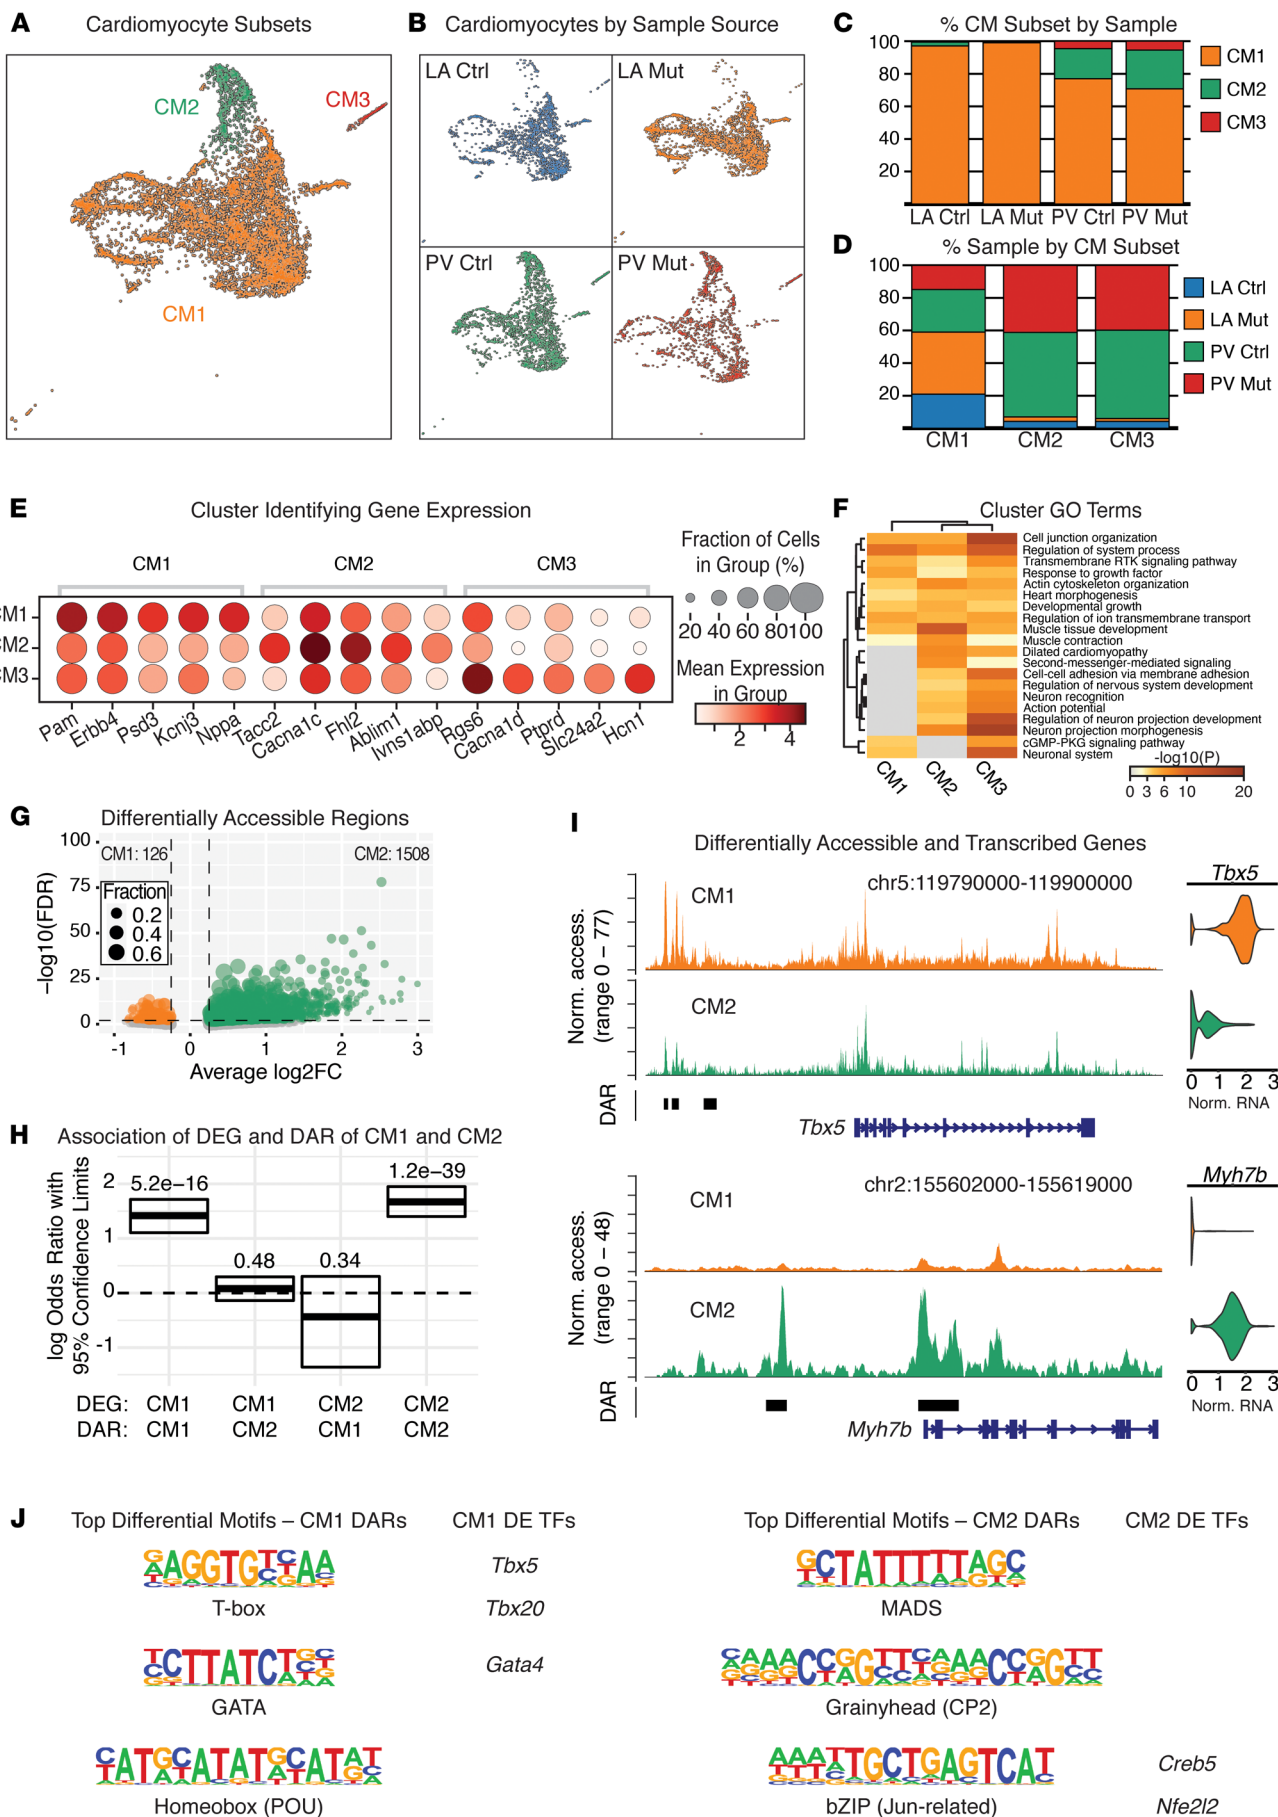 A Cardiomyocyte Subsets
CM2
CM3
CM1
B Cardiomyocytes by Sample Source
LA Ctrl
LA Mut
PV Ctrl
PV Mut
C % CM Subset by Sample
100
80
60
40
20
LA Ctrl LA Mut PV Ctrl PV Mut
CM1
CM2
CM3
D % Sample by CM Subset
100
80
60
40
20
CM1 CM2 CM3
LA Ctrl
LA Mut
PV Ctrl
PV Mut
E Cluster Identifying Gene Expression
CM1 CM2 CM3
CM1
CM2
CM3
Pam Erbb4 Psd3 Kcnj3 Nppa Tacc2 Cacna1c Fhl2 Ablim1 Ivns1abp Rgs6 Cacna1d Ptprd Slc24a2 Hcn1
Fraction of Cells
in Group (%)
20 40 60 80100
Mean Expression
in Group
2 4
F Cluster GO Terms
Cell junction organization
Regulation of system process
Transmembrane RTK signaling pathway
Response to growth factor
Actin cytoskeleton organization
Heart morphogenesis
Developmental growth
Regulation of ion transmembrane transport
Muscle tissue development
Muscle contraction
Dilated cardiomyopathy
Second-messenger-mediated signaling
Cell-cell adhesion via membrane adhesion
Regulation of nervous system development
Neuron recognition
Action potential
Regulation of neuron projection development
Neuron projection morphogenesis
cGMP-PKG signaling pathway
Neuronal system
CM1 CM2 CM3
-log10(P)
0 3 6 10 20
G Differentially Accessible Regions
CM1: 126 CM2: 1508
Fraction
0.2
0.4
0.6
−log10(FDR)
100
75
50
25
0
-1 0 1 2 3
Average log2FC
H Association of DEG and DAR of CM1 and CM2
log Odds Ratio with
95% Confidence Limits
2
1
0
-1
5.2e−16
0.48
0.34
1.2e−39
DEG: CM1 CM1 CM2 CM2
DAR: CM1 CM2 CM1 CM2
I Differentially Accessible and Transcribed Genes
Norm. access.
(range 0 – 77)
CM1
chr5:119790000-119900000
CM2
DAR
Tbx5
Tbx5
0 1 2 3
Norm. RNA
Norm. access.
(range 0 – 48)
CM1
chr2:155602000-155619000
CM2
DAR
Myh7b
Myh7b
0 1 2 3
Norm. RNA
J Top Differential Motifs – CM1 DARs CM1 DE TFs
T-box
Tbx5
Tbx20
GATA
Gata4
Homeobox (POU)
Top Differential Motifs – CM2 DARs CM2 DE TFs
MADS
Grainyhead (CP2)
bZIP (Jun-related)
Creb5
Nfe2l2